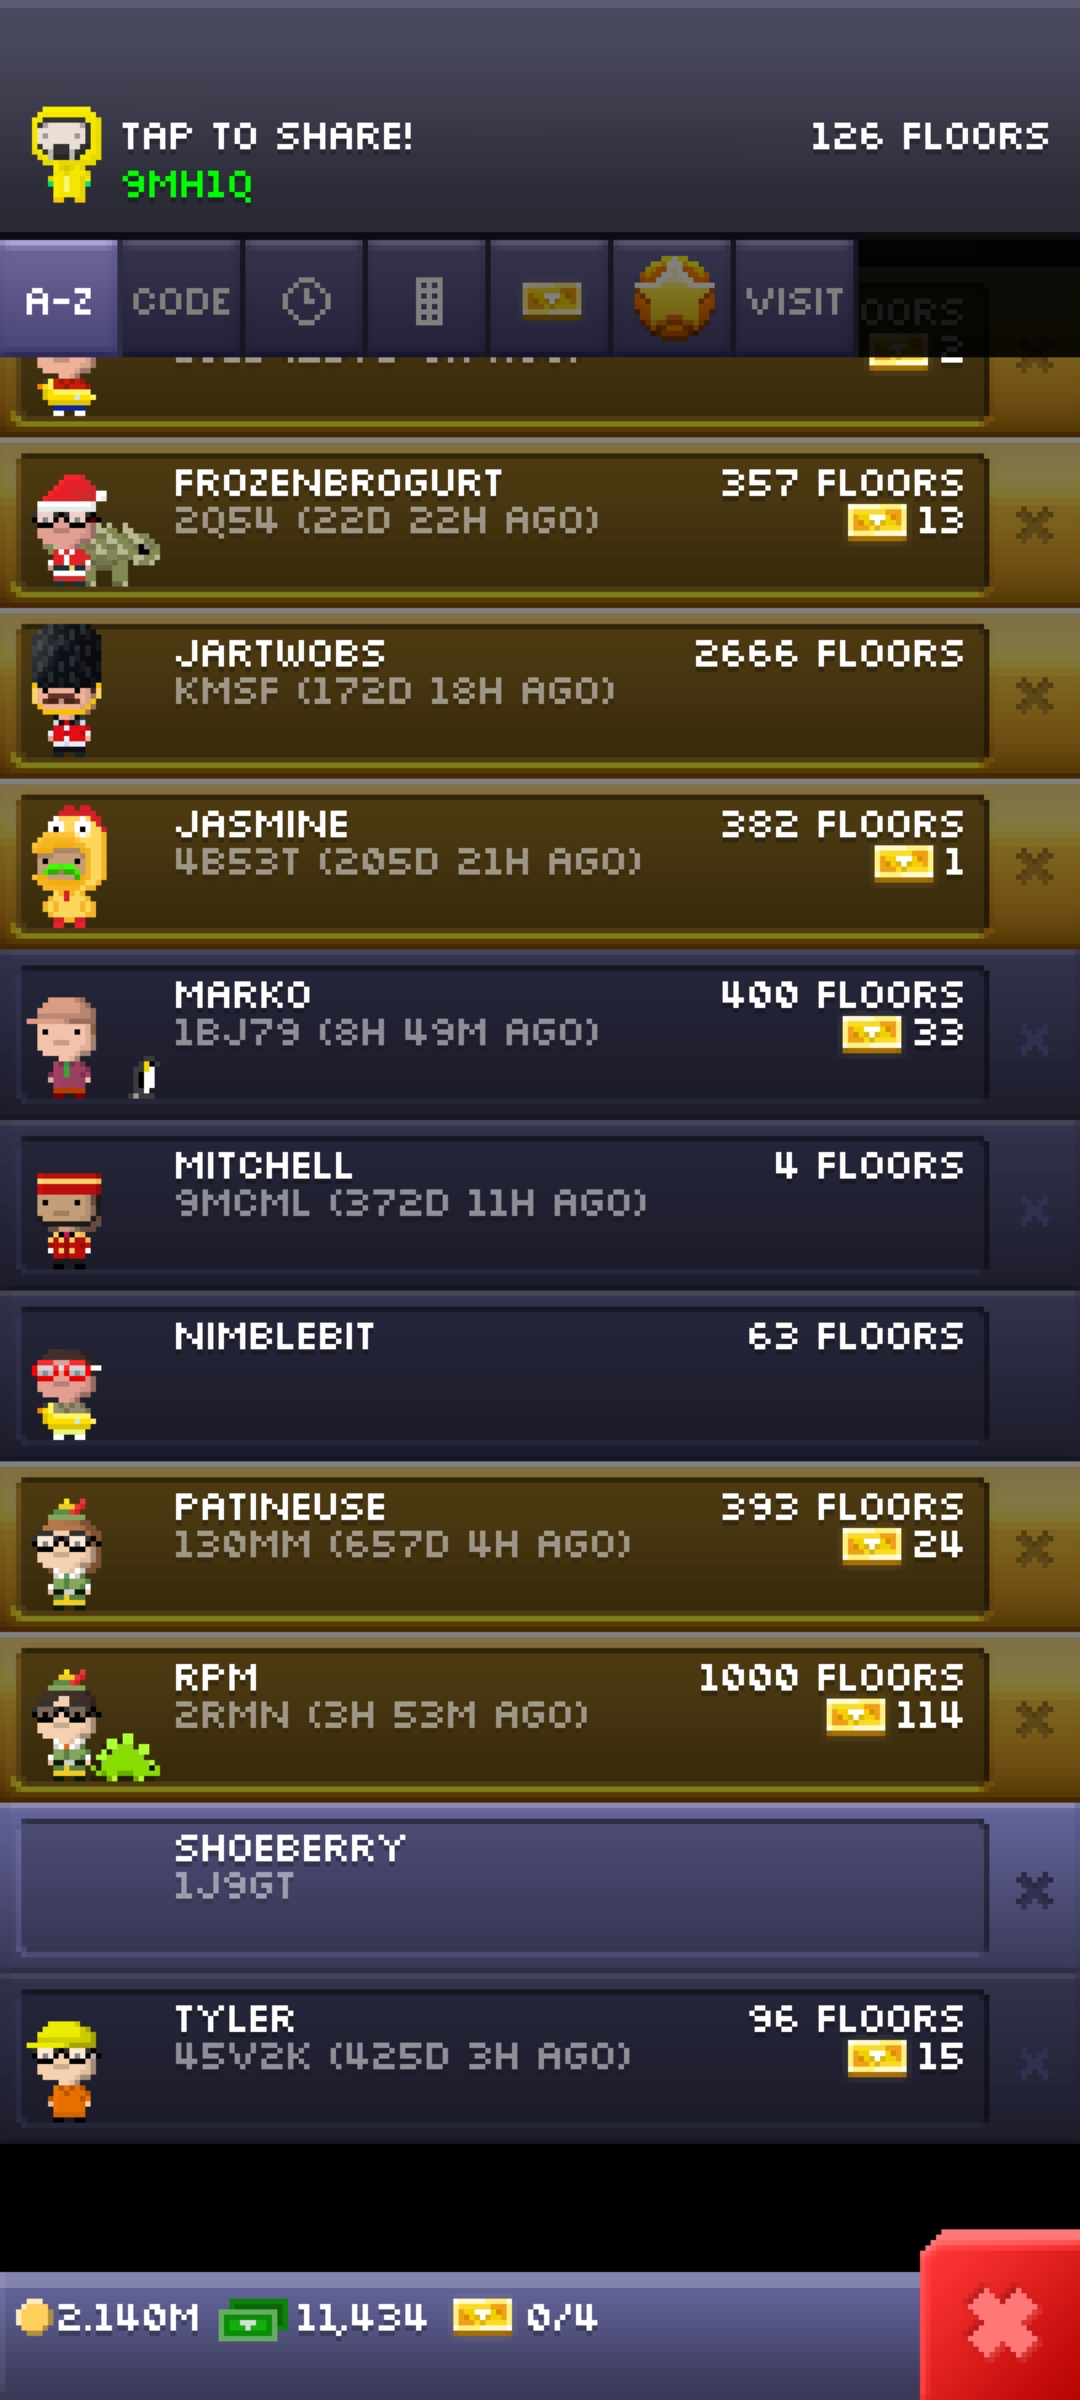 TAP TO SHARE!
126 FLOORS
9MH1Q
A-Z
CODE
VISIT
2
FROZENBROGURT
357 FLOORS
2Q54 (22D 22H AGO)
13
JARTWOBS
2666 FLOORS
KMSF (172D 18H AGO)
JASMINE
382 FLOORS
4B53T (205D 21H AGO)
1
MARKO
400 FLOORS
1BJ79 (8H 49M AGO)
33
MITCHELL
4 FLOORS
9MCML (372D 11H AGO)
NIMBLEBIT
63 FLOORS
PATINEUSE
393 FLOORS
130MM (657D 4H AGO)
24
RPM
1000 FLOORS
2RMN (3H 53M AGO)
114
SHOEBERRY
1J9GT
TYLER
96 FLOORS
45V2K (425D 3H AGO)
15
2.140M
11,434
0/4